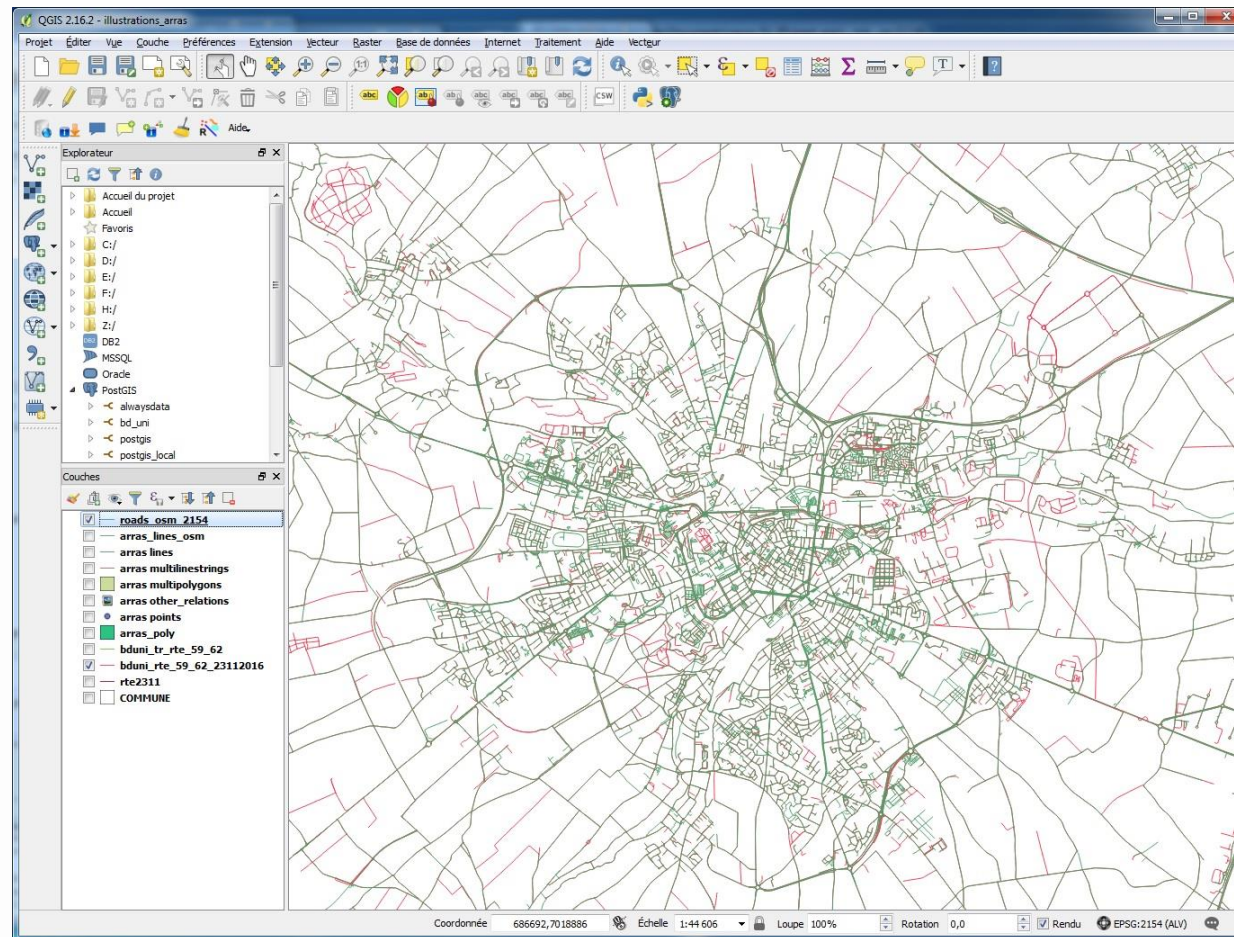 QGIS 2.16.2 - illustrations_arras
Projet Éditer Vue Couche Préférences Extension Vecteur Raster Base de données Internet Traitement Aide Vecteur
abc
CSW
Aide
Explorateur
Accueil du projet
Accueil
Favoris
C:/
D:/
E:/
F:/
H:/
Z:/
DB2
MSSQL
Oracle
PostGIS
alwaysdata
bd_uni
postgis
postgis_local
Couches
roads_osm_2154
arras_lines_osm
arras lines
arras multilinestrings
arras multipolygons
arras other_relations
arras points
arras_poly
bduni_tr_rte_59_62
bduni_rte_59_62_23112016
rte2311
COMMUNE
Coordonnée 686692,7018886 Échelle 1:44 606 Loupe 100% Rotation 0,0 Rendu EPSG:2154 (ALV)